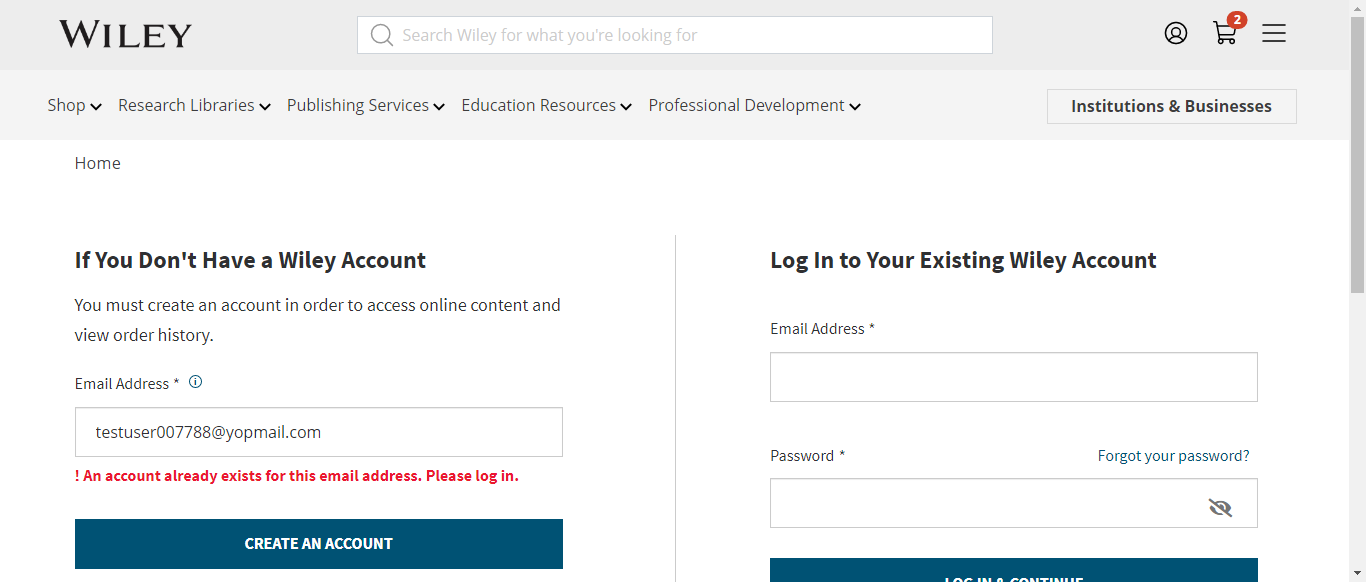 WILEY
Search Wiley for what you're looking for
2
Shop Research Libraries Publishing Services Education Resources Professional Development
Institutions & Businesses
Home
If You Don't Have a Wiley Account
You must create an account in order to access online content and
view order history.
Email Address *
testuser007788@yopmail.com
! An account already exists for this email address. Please log in.
CREATE AN ACCOUNT
Log In to Your Existing Wiley Account
Email Address *
Password * Forgot your password?
LOG IN & CONTINUE